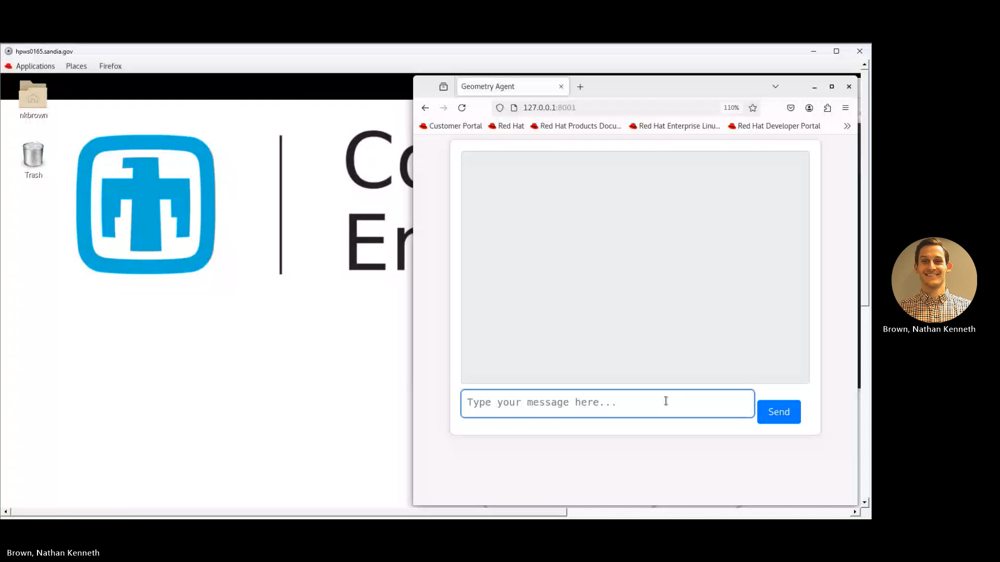 hpws0165.sandia.gov
Applications Places Firefox
nkbrown
Trash
Co
En
Geometry Agent
127.0.0.1:8001
110%
Customer Portal Red Hat Red Hat Products Docu... Red Hat Enterprise Linu... Red Hat Developer Portal
Type your message here...
Send
Brown, Nathan Kenneth
Brown, Nathan Kenneth